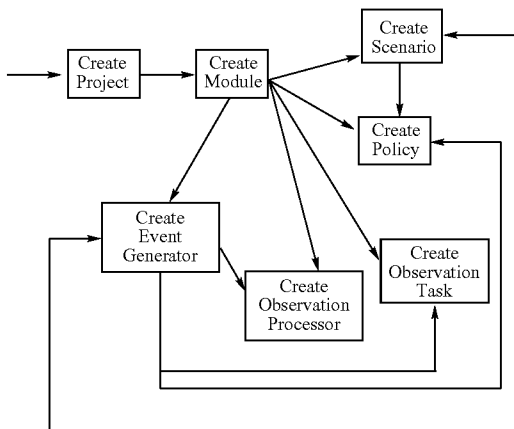 Create
Project
Create
Module
Create
Scenario
Create
Policy
Create
Event
Generator
Create
Observation
Processor
Create
Observation
Task